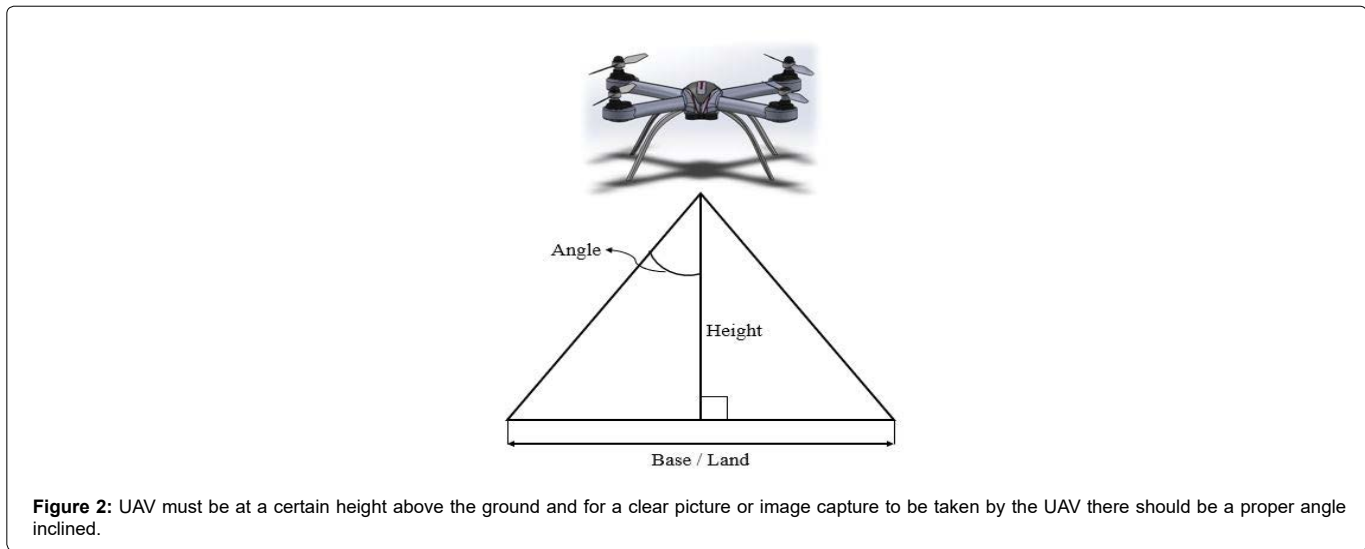 Angle
Height
Base / Land
Figure 2: UAV must be at a certain height above the ground and for a clear picture or image capture to be taken by the UAV there should be a proper angle
inclined.